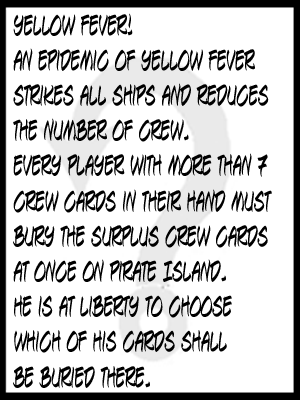 YELLOW FEVER!
AN EPIDEMIC OF YELLOW FEVER
STRIKES ALL SHIPS AND REDUCES
THE NUMBER OF CREW.
EVERY PLAYER WITH MORE THAN 7
CREW CARDS IN THEIR HAND MUST
BURY THE SURPLUS CREW CARDS
AT ONCE ON PIRATE ISLAND.
HE IS AT LIBERTY TO CHOOSE
WHICH OF HIS CARDS SHALL
BE BURIED THERE.